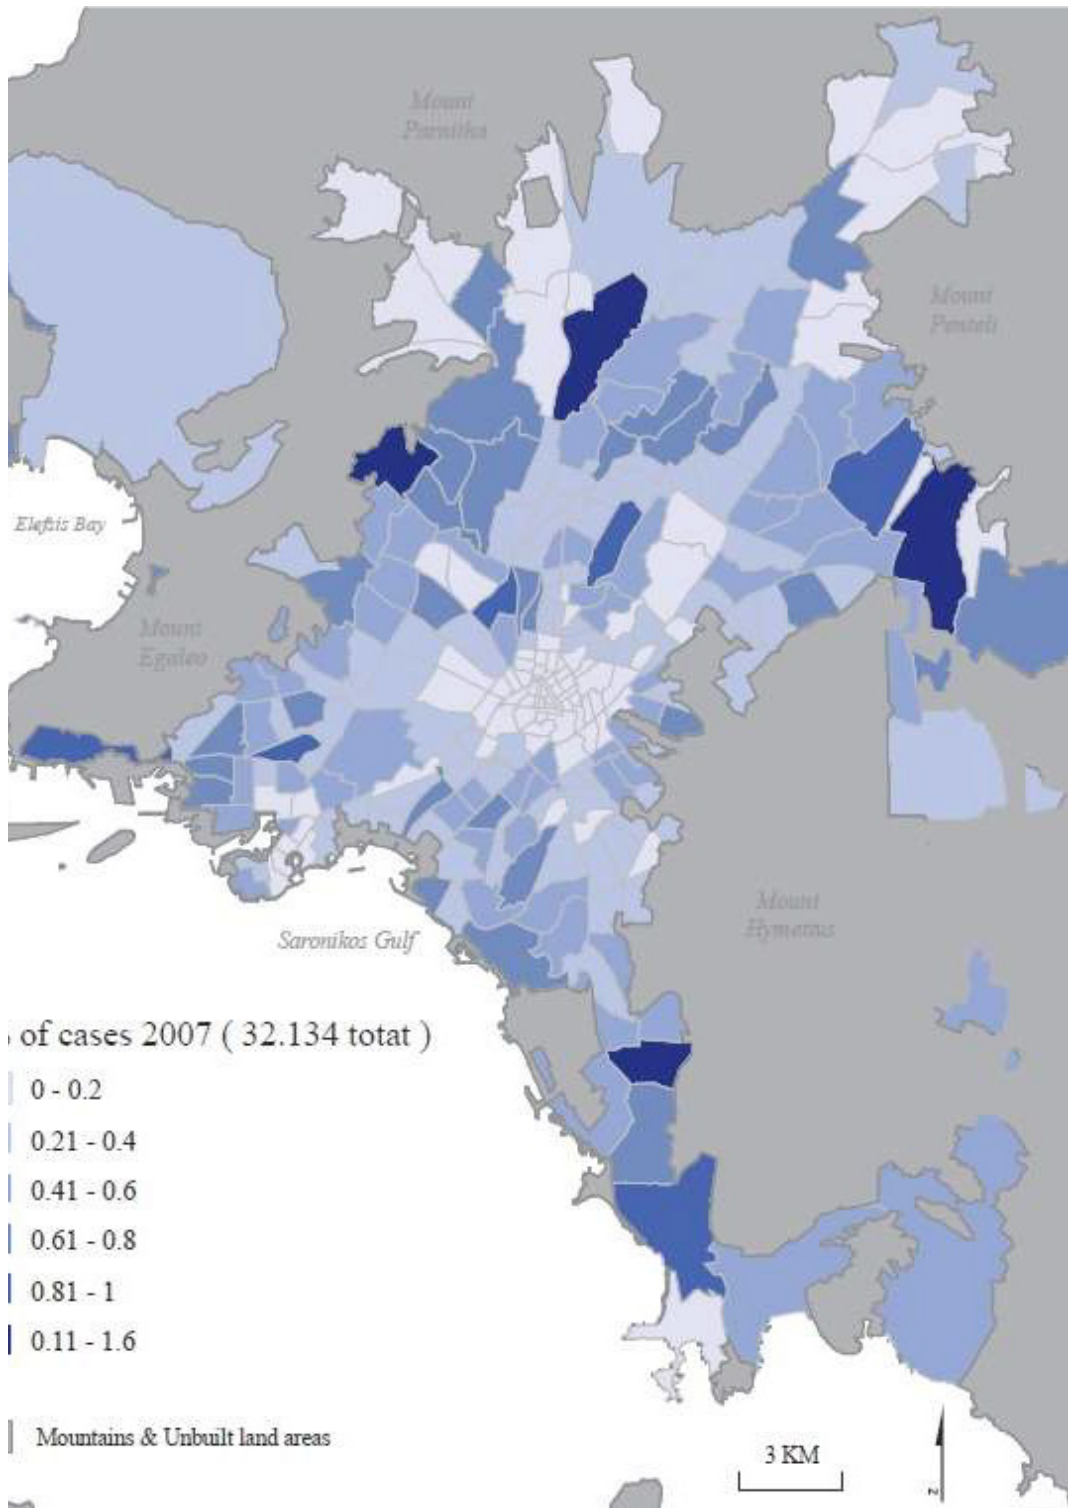 Mount
Parnitha
Mount
Penteli
Elefsis Bay
Mount
Egaleo
Mount
Hymettus
Saronikos Gulf
of cases 2007 ( 32.134 totat )
0 - 0.2
0.21 - 0.4
0.41 - 0.6
0.61 - 0.8
0.81 - 1
0.11 - 1.6
Mountains & Unbuilt land areas
3 KM
z